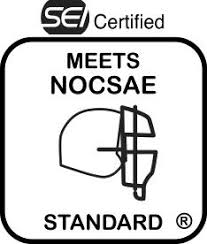 SEI Certified
MEETS
NOCSAE
STANDARD ®